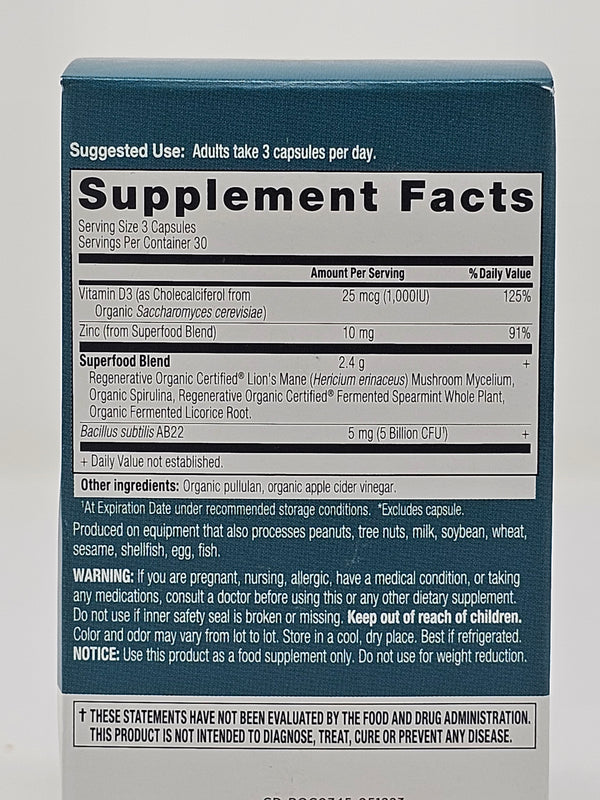 Suggested Use: Adults take 3 capsules per day.
Supplement Facts
Serving Size 3 Capsules
Servings Per Container 30
Amount Per Serving % Daily Value
Vitamin D3 (as Cholecalciferol from 25 mcg (1,000IU) 125%
Organic Saccharomyces cerevisiae)
Zinc (from Superfood Blend) 10 mg 91%
Superfood Blend 2.4 g +
Regenerative Organic Certified® Lion's Mane (Hericium erinaceus) Mushroom Mycelium,
Organic Spirulina, Regenerative Organic Certified® Fermented Spearmint Whole Plant,
Organic Fermented Licorice Root.
Bacillus subtilis AB22 5 mg (5 Billion CFU¹) +
+ Daily Value not established.
Other ingredients: Organic pullulan, organic apple cider vinegar.
¹At Expiration Date under recommended storage conditions. *Excludes capsule.
Produced on equipment that also processes peanuts, tree nuts, milk, soybean, wheat,
sesame, shellfish, egg, fish.
WARNING: If you are pregnant, nursing, allergic, have a medical condition, or taking
any medications, consult a doctor before using this or any other dietary supplement.
Do not use if inner safety seal is broken or missing. Keep out of reach of children.
Color and odor may vary from lot to lot. Store in a cool, dry place. Best if refrigerated.
NOTICE: Use this product as a food supplement only. Do not use for weight reduction.
† THESE STATEMENTS HAVE NOT BEEN EVALUATED BY THE FOOD AND DRUG ADMINISTRATION.
THIS PRODUCT IS NOT INTENDED TO DIAGNOSE, TREAT, CURE OR PREVENT ANY DISEASE.